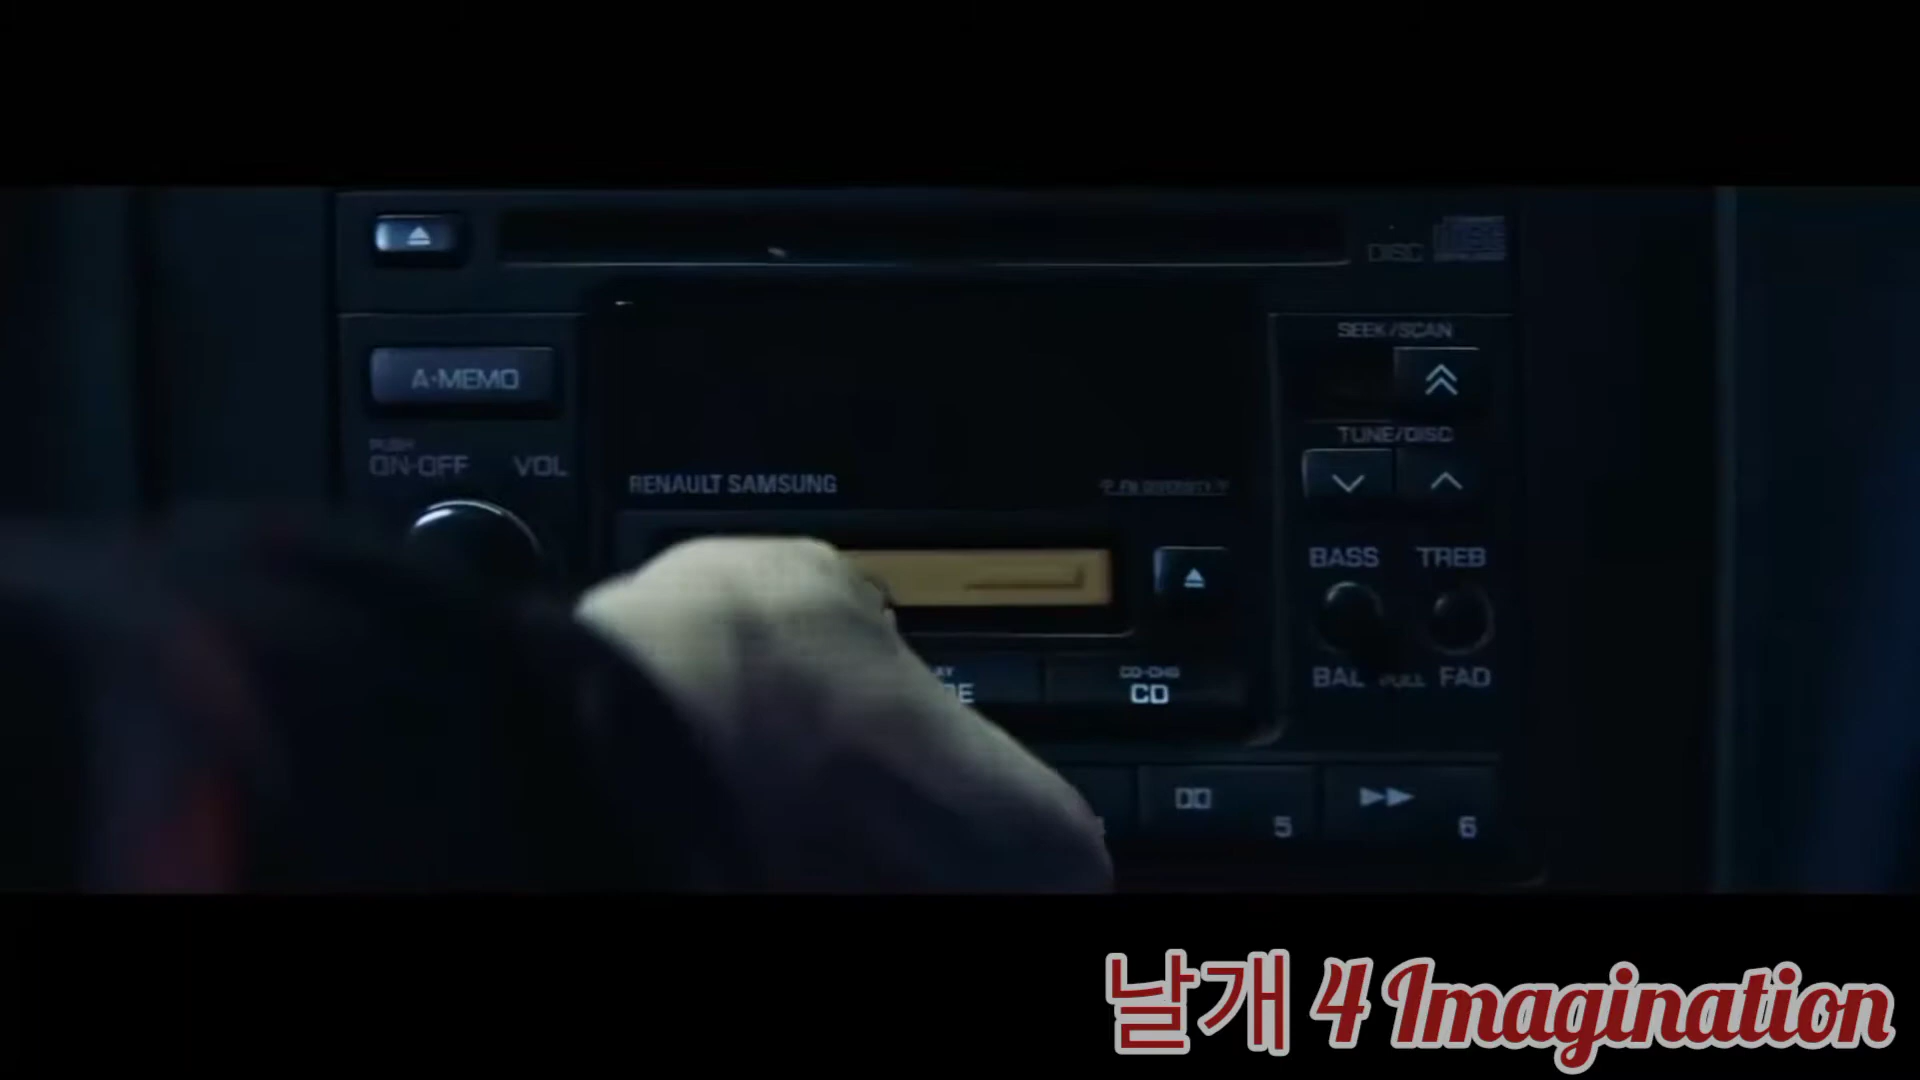 DISC
A·MEMO
SEEK/SCAN
PUSH
ON·OFF VOL
TUNE/DISC
RENAULT SAMSUNG
BASS TREB
BAL PULL FAD
CD-CHG
CD
5
6
날개 4 Imagination